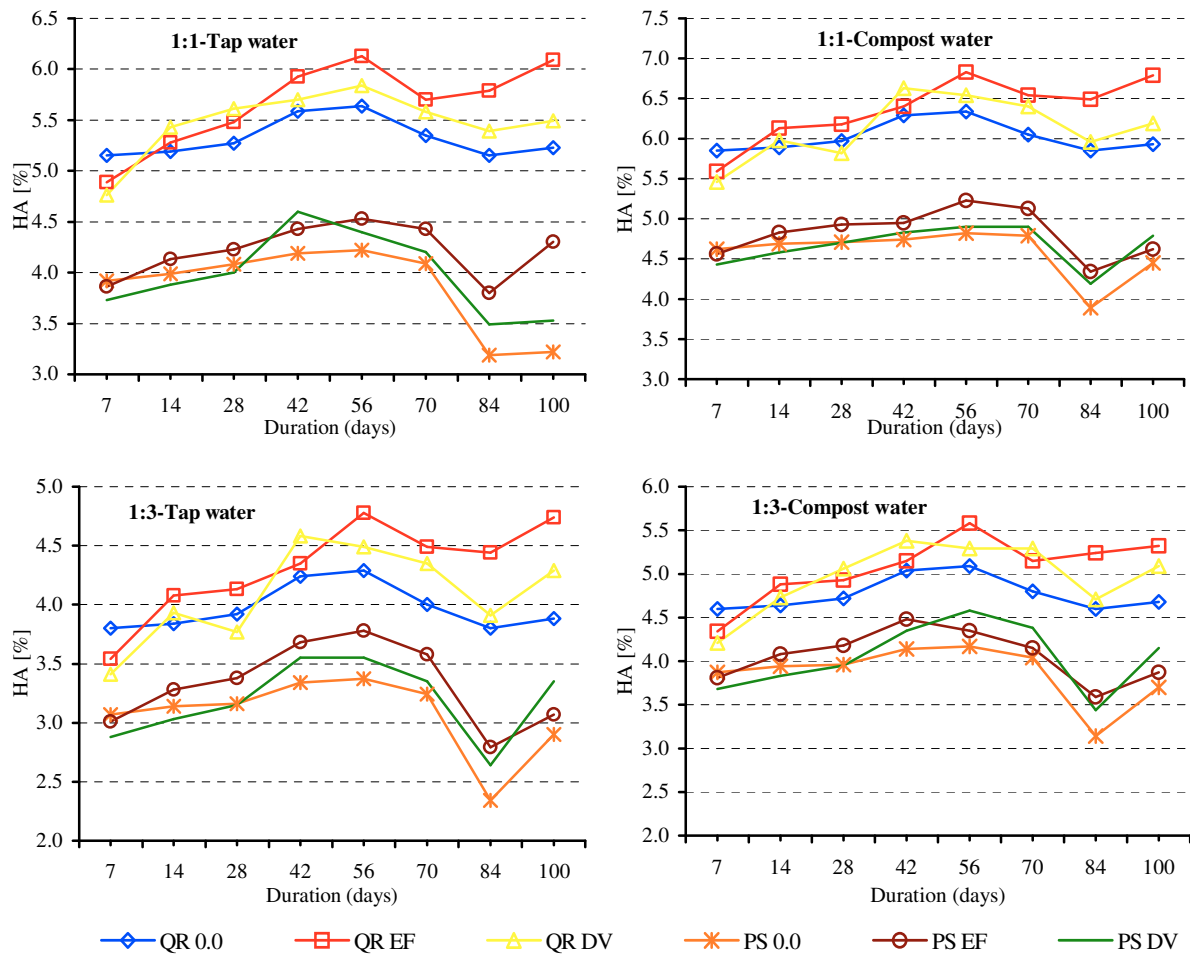 1:1-Tap water
HA [%]
6.5
6.0
5.5
5.0
4.5
4.0
3.5
3.0
7 14 28 42 56 70 84 100
Duration (days)
1:1-Compost water
HA [%]
7.5
7.0
6.5
6.0
5.5
5.0
4.5
4.0
3.5
3.0
7 14 28 42 56 70 84 100
Duration (days)
1:3-Tap water
HA [%]
5.0
4.5
4.0
3.5
3.0
2.5
2.0
7 14 28 42 56 70 84 100
Duration (days)
1:3-Compost water
HA [%]
6.0
5.5
5.0
4.5
4.0
3.5
3.0
2.5
2.0
7 14 28 42 56 70 84 100
Duration (days)
QR 0.0 QR EF QR DV PS 0.0 PS EF PS DV